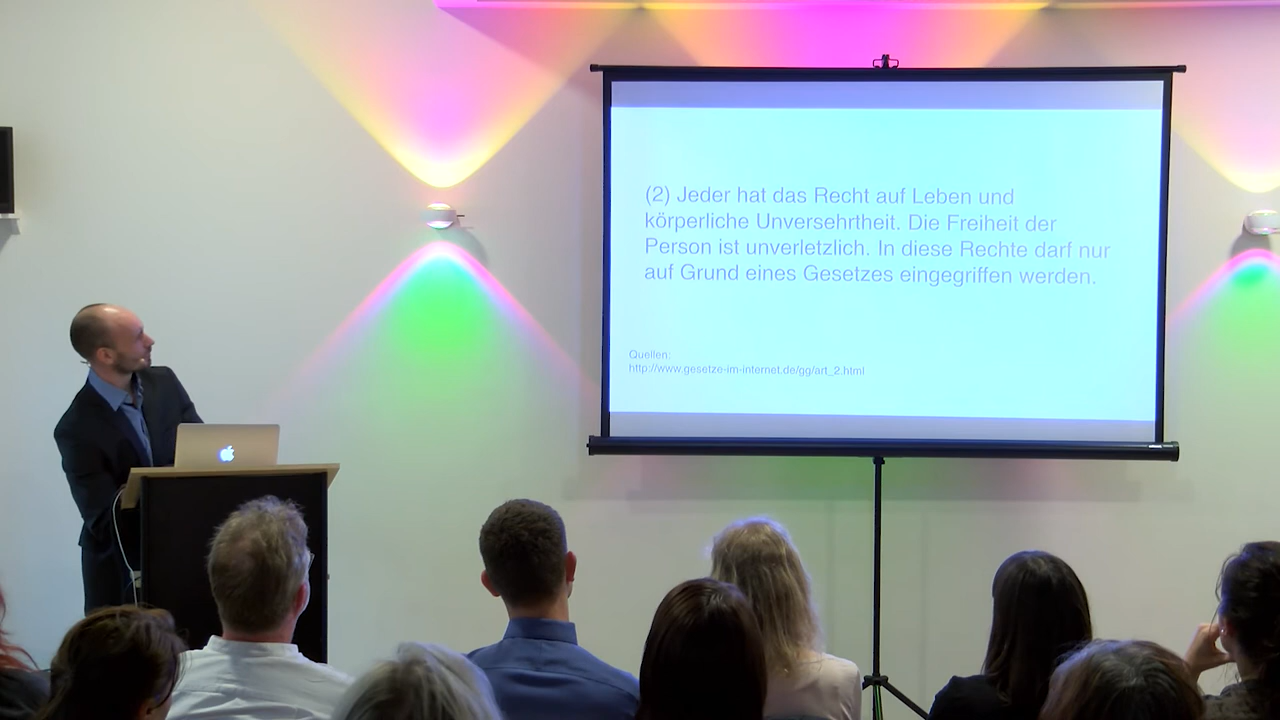 (2) Jeder hat das Recht auf Leben und
körperliche Unversehrtheit. Die Freiheit der
Person ist unverletzlich. In diese Rechte darf nur
auf Grund eines Gesetzes eingegriffen werden.
Quellen:
http://www.gesetze-im-internet.de/gg/art_2.html